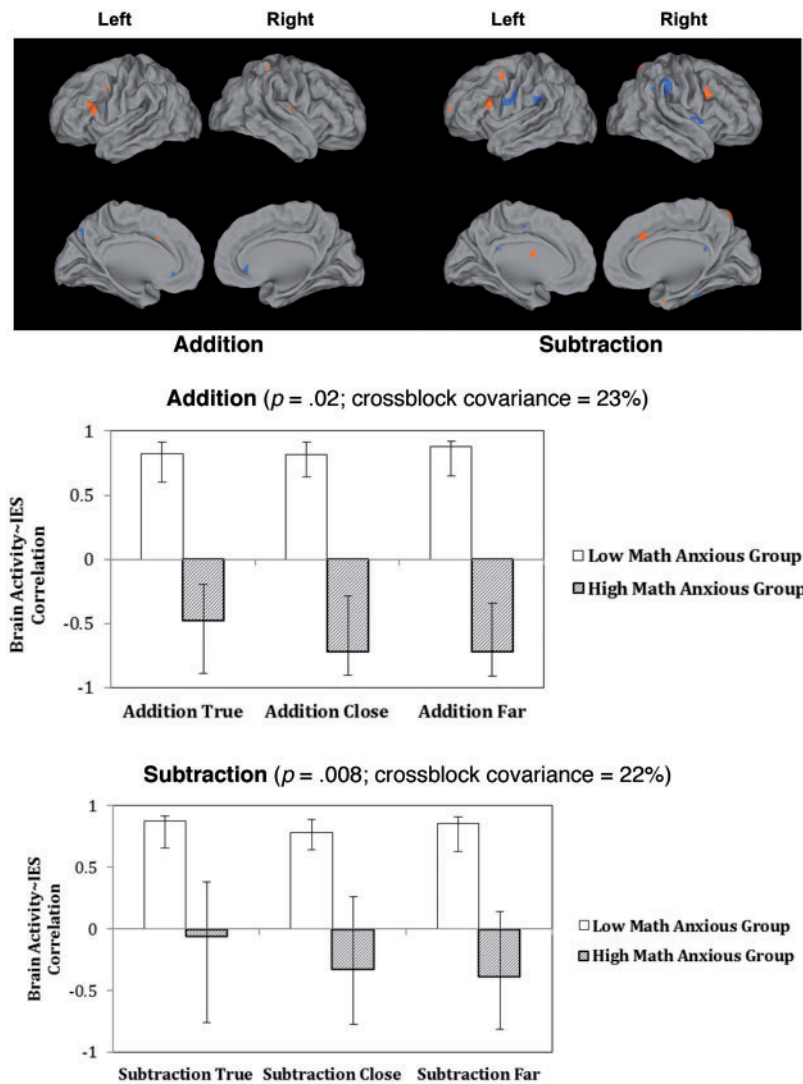 Left Right Left Right
Addition Subtraction
Addition (p = .02; crossblock covariance = 23%)
1
0.5
0
-0.5
-1
Brain Activity~IES
Correlation
Addition True Addition Close Addition Far
Low Math Anxious Group
High Math Anxious Group
Subtraction (p = .008; crossblock covariance = 22%)
1
0.5
0
-0.5
-1
Brain Activity~IES
Correlation
Subtraction True Subtraction Close Subtraction Far
Low Math Anxious Group
High Math Anxious Group